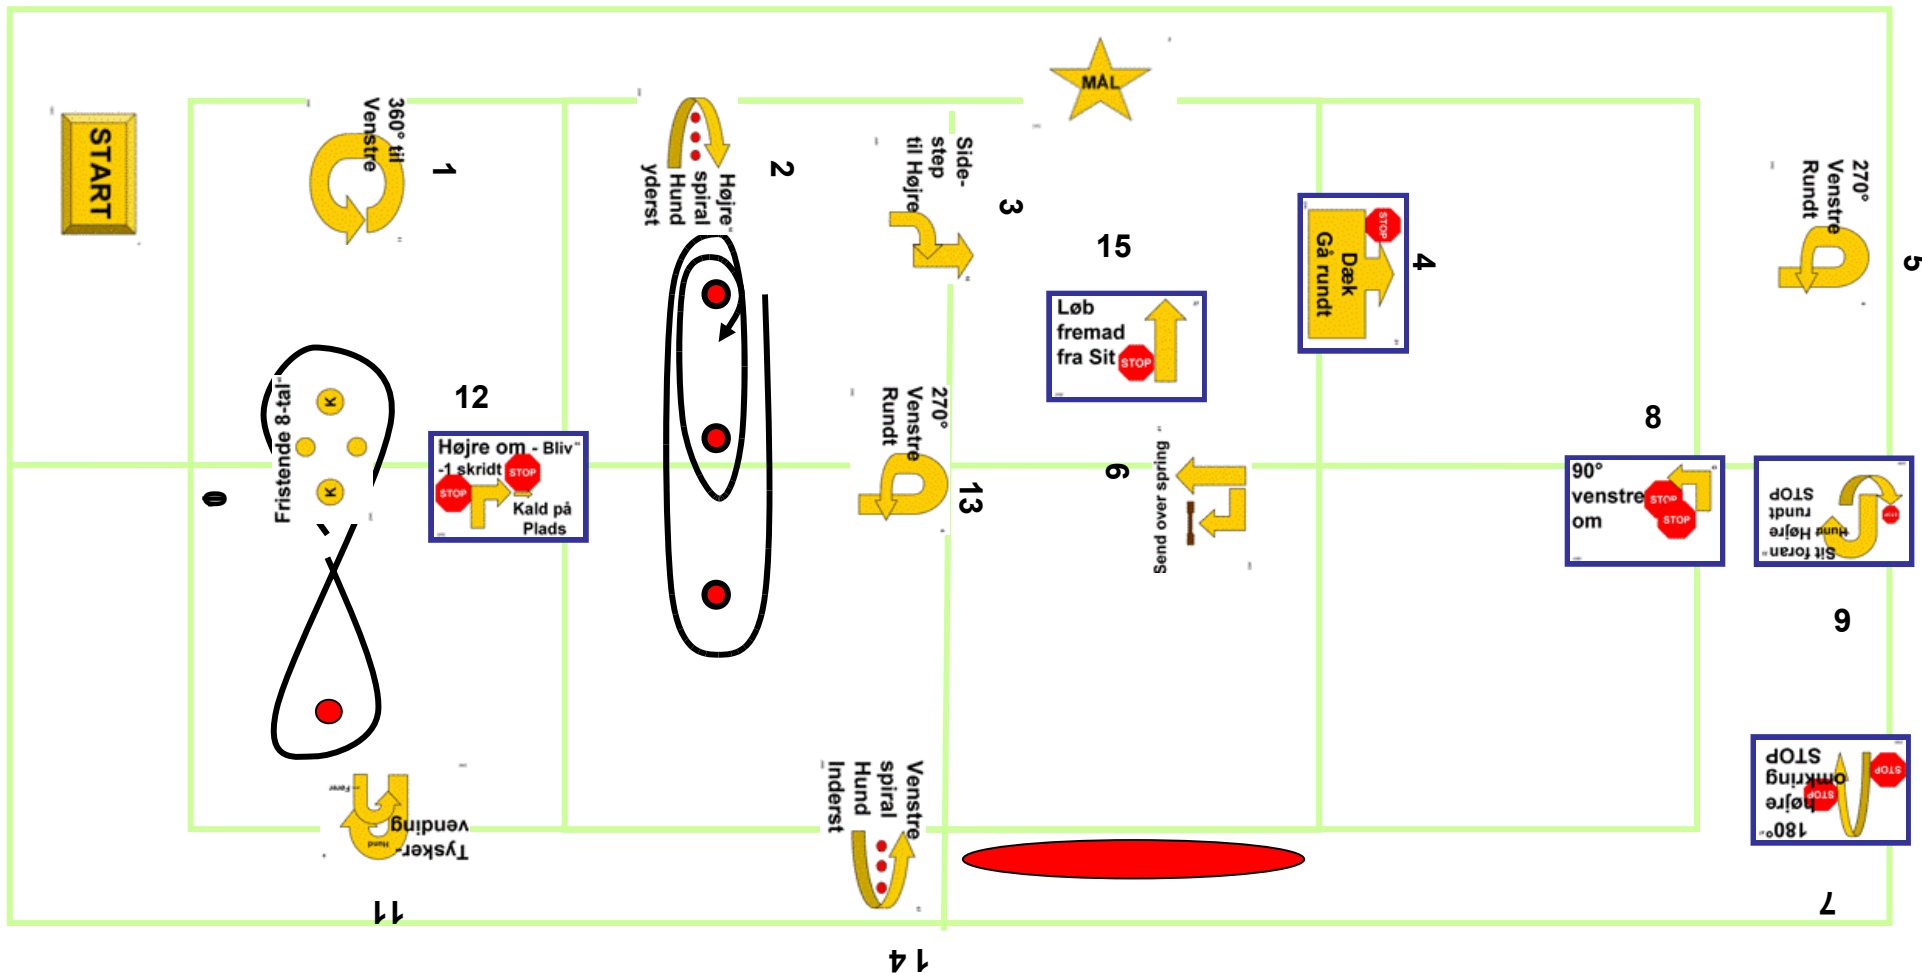 START
360° til
Venstre
1
Højre
spiral
Hund
yderst
2
Side-
step
til Højre
3
MÅL
15
Løb
fremad
fra Sit
STOP
STOP
Dæk
Gå rundt
4
270°
Venstre
Rundt
5
Fristende 8-tal
K
K
12
Højre om - Bliv
-1 skridt
STOP
STOP
Kald på
Plads
270°
Venstre
Rundt
13
Send over spring
9
8
90°
venstre
om
STOP
STOP
Sit foran
Hund Højre
rundt
STOP
6
180°
højre
omkring
STOP
STOP
STOP
7
Tysker-
vending
Fører
Hund
11
Venstre
spiral
Hund
Inderst
14